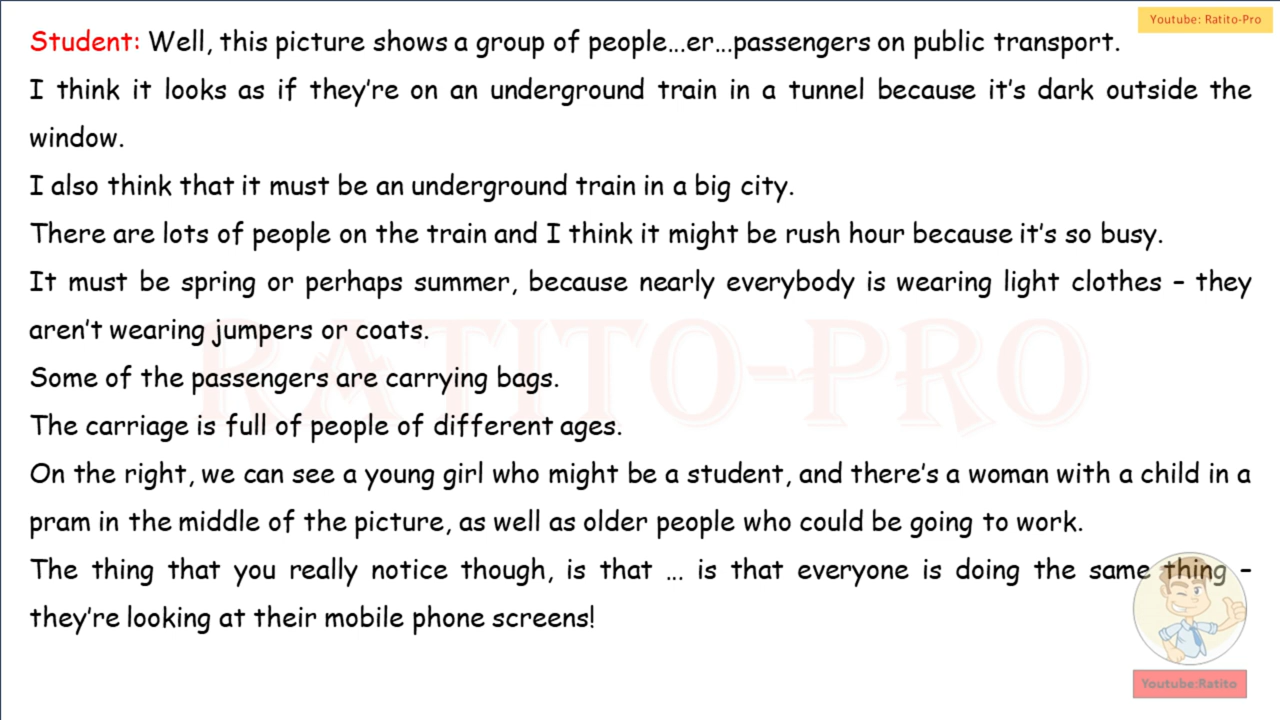 Youtube: Ratito-Pro
Student: Well, this picture shows a group of people...er...passengers on public transport.
I think it looks as if they're on an underground train in a tunnel because it's dark outside the
window.
I also think that it must be an underground train in a big city.
There are lots of people on the train and I think it might be rush hour because it's so busy.
It must be spring or perhaps summer, because nearly everybody is wearing light clothes – they
aren't wearing jumpers or coats.
RATITO-PRO
Some of the passengers are carrying bags.
The carriage is full of people of different ages.
On the right, we can see a young girl who might be a student, and there's a woman with a child in a
pram in the middle of the picture, as well as older people who could be going to work.
The thing that you really notice though, is that ... is that everyone is doing the same thing –
they're looking at their mobile phone screens!
Youtube:Ratito